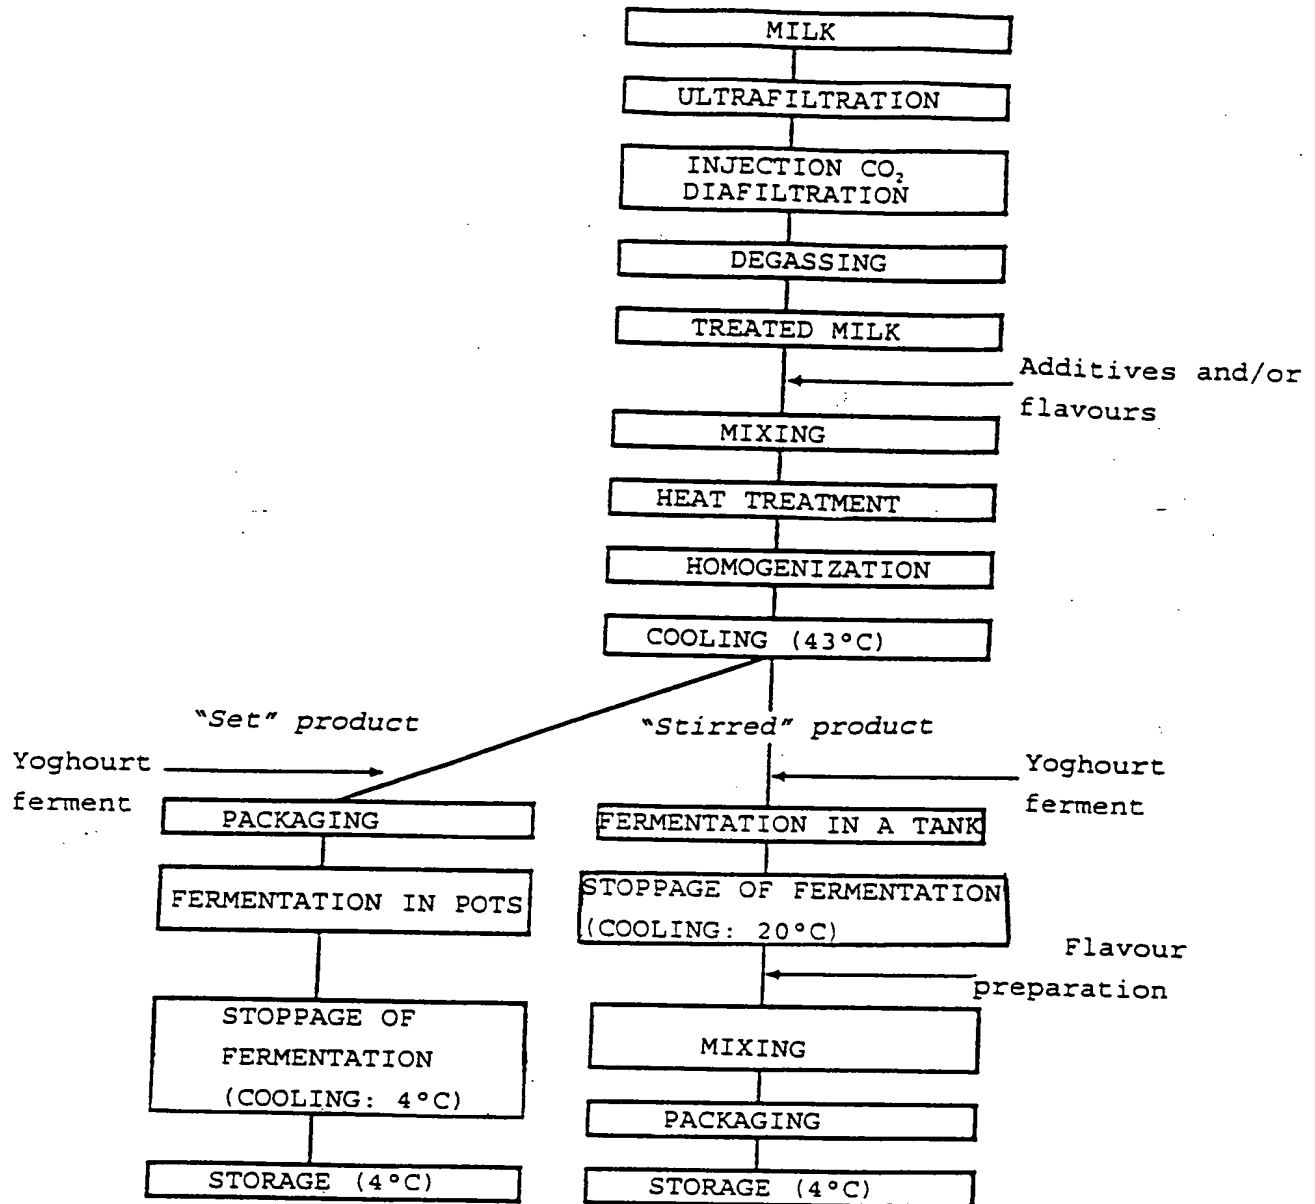 MILK
ULTRAFILTRATION
INJECTION CO₂
DIAFILTRATION
DEGASSING
TREATED MILK
Additives and/or
flavours
MIXING
HEAT TREATMENT
HOMOGENIZATION
COOLING (43°C)
"Set" product
Yoghourt
ferment
PACKAGING
FERMENTATION IN POTS
STOPPAGE OF
FERMENTATION
(COOLING: 4°C)
STORAGE (4°C)
"Stirred" product
Yoghourt
ferment
FERMENTATION IN A TANK
STOPPAGE OF FERMENTATION
(COOLING: 20°C)
Flavour
preparation
MIXING
PACKAGING
STORAGE (4°C)